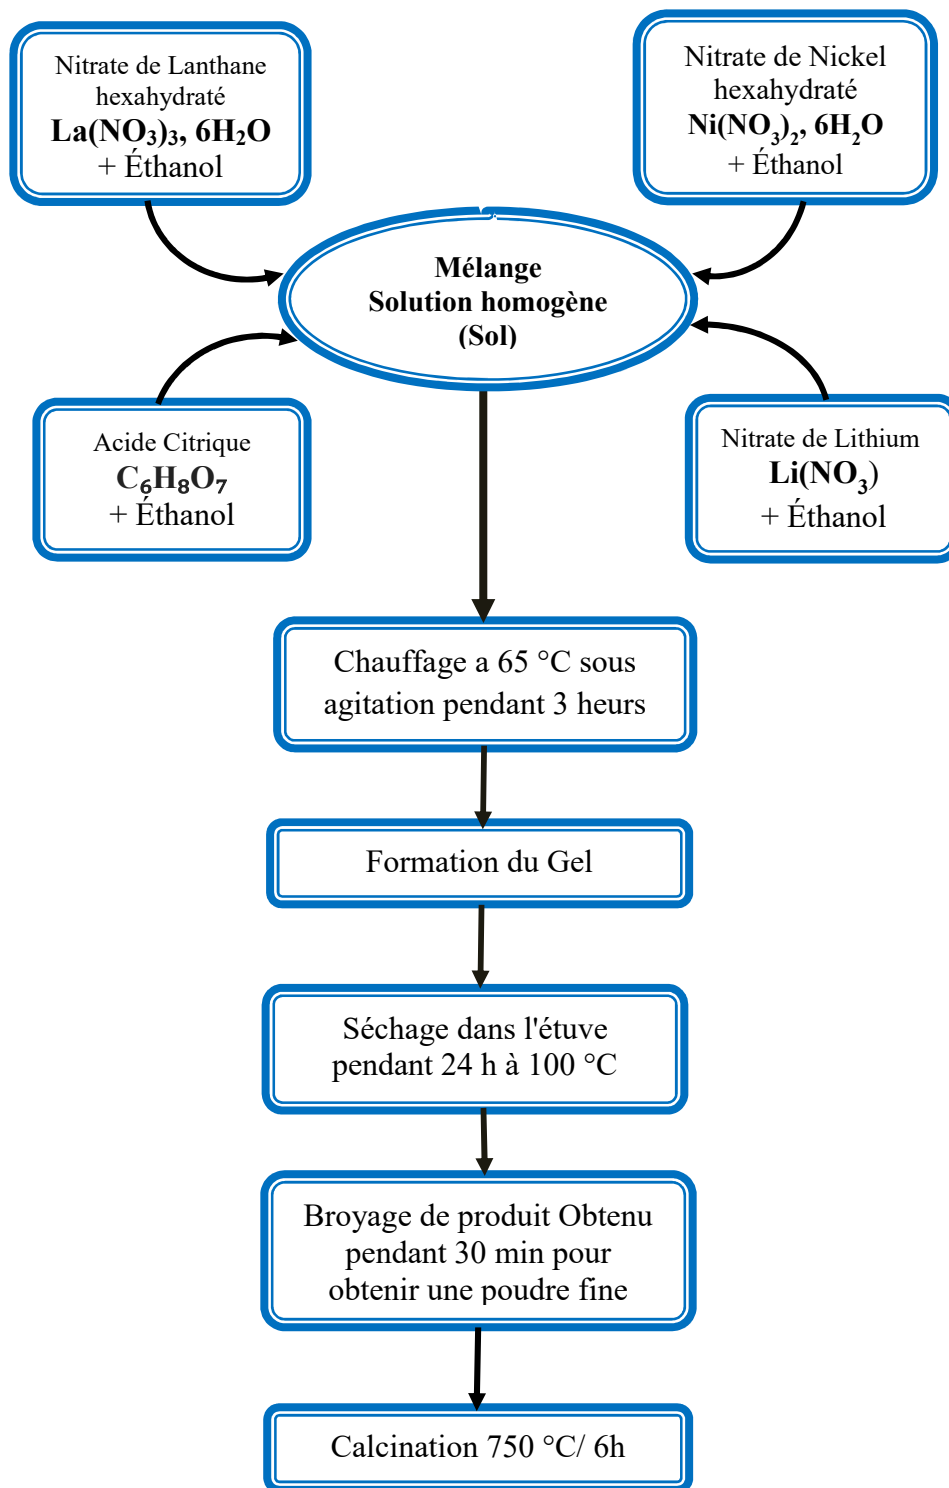 Nitrate de Lanthane
hexahydraté
La(NO₃)₃, 6H₂O
+ Éthanol
Nitrate de Nickel
hexahydraté
Ni(NO₃)₂, 6H₂O
+ Éthanol
Mélange
Solution homogène
(Sol)
Acide Citrique
C₆H₈O₇
+ Éthanol
Nitrate de Lithium
Li(NO₃)
+ Éthanol
Chauffage a 65 °C sous
agitation pendant 3 heurs
Formation du Gel
Séchage dans l'étuve
pendant 24 h à 100 °C
Broyage de produit Obtenu
pendant 30 min pour
obtenir une poudre fine
Calcination 750 °C/ 6h